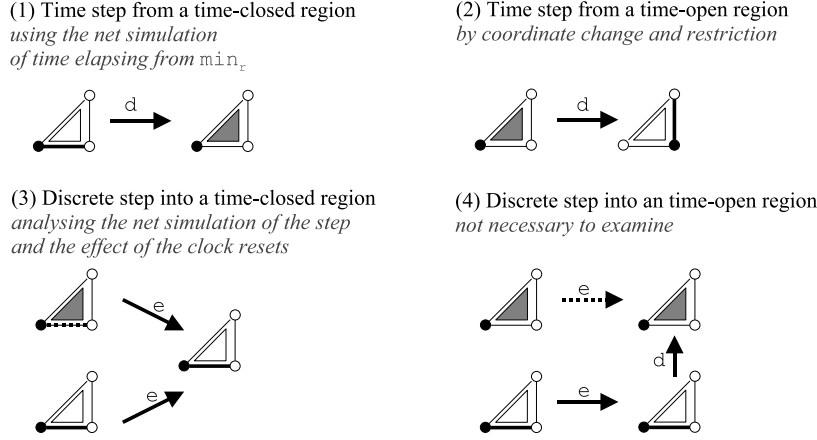 (1) Time step from a time-closed region
using the net simulation
of time elapsing from min_r
d
(2) Time step from a time-open region
by coordinate change and restriction
d
(3) Discrete step into a time-closed region
analysing the net simulation of the step
and the effect of the clock resets
e
e
(4) Discrete step into an time-open region
not necessary to examine
e
d
e